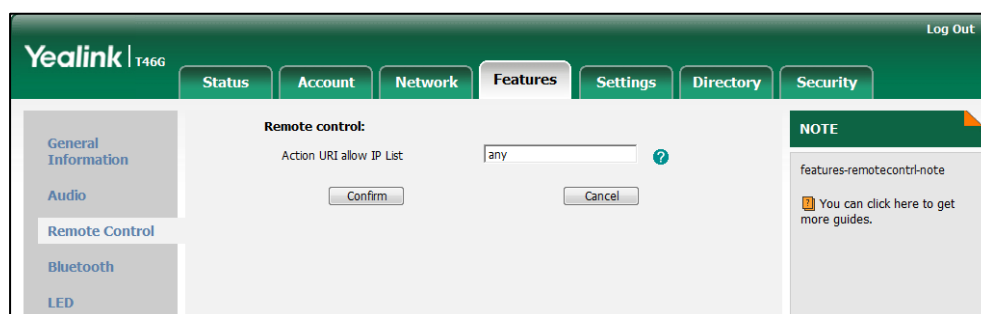 Log Out
Yealink T46G
Status Account Network Features Settings Directory Security
General
Information
Audio
Remote Control
Bluetooth
LED
Remote control:
Action URI allow IP List any ?
Confirm Cancel
NOTE
features-remotecontrl-note
? You can click here to get
more guides.